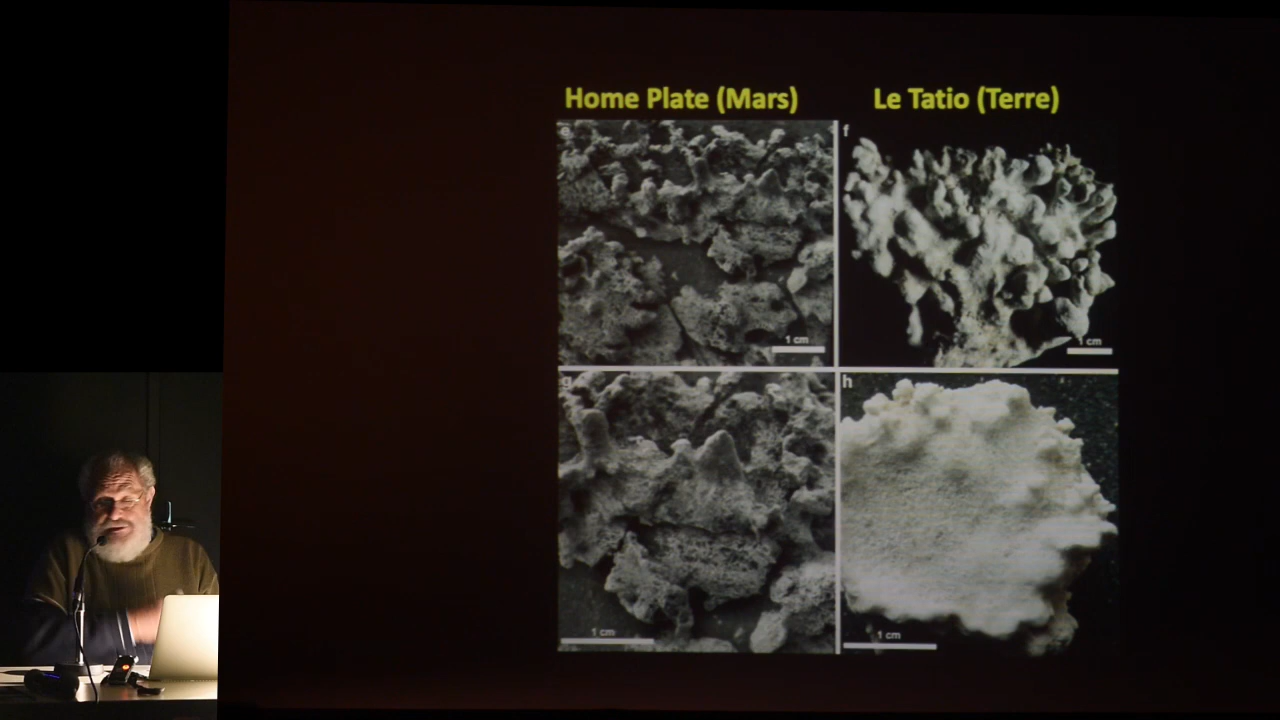 Home Plate (Mars)
Le Tatio (Terre)
e
f
1 cm
1 cm
g
h
1 cm
1 cm